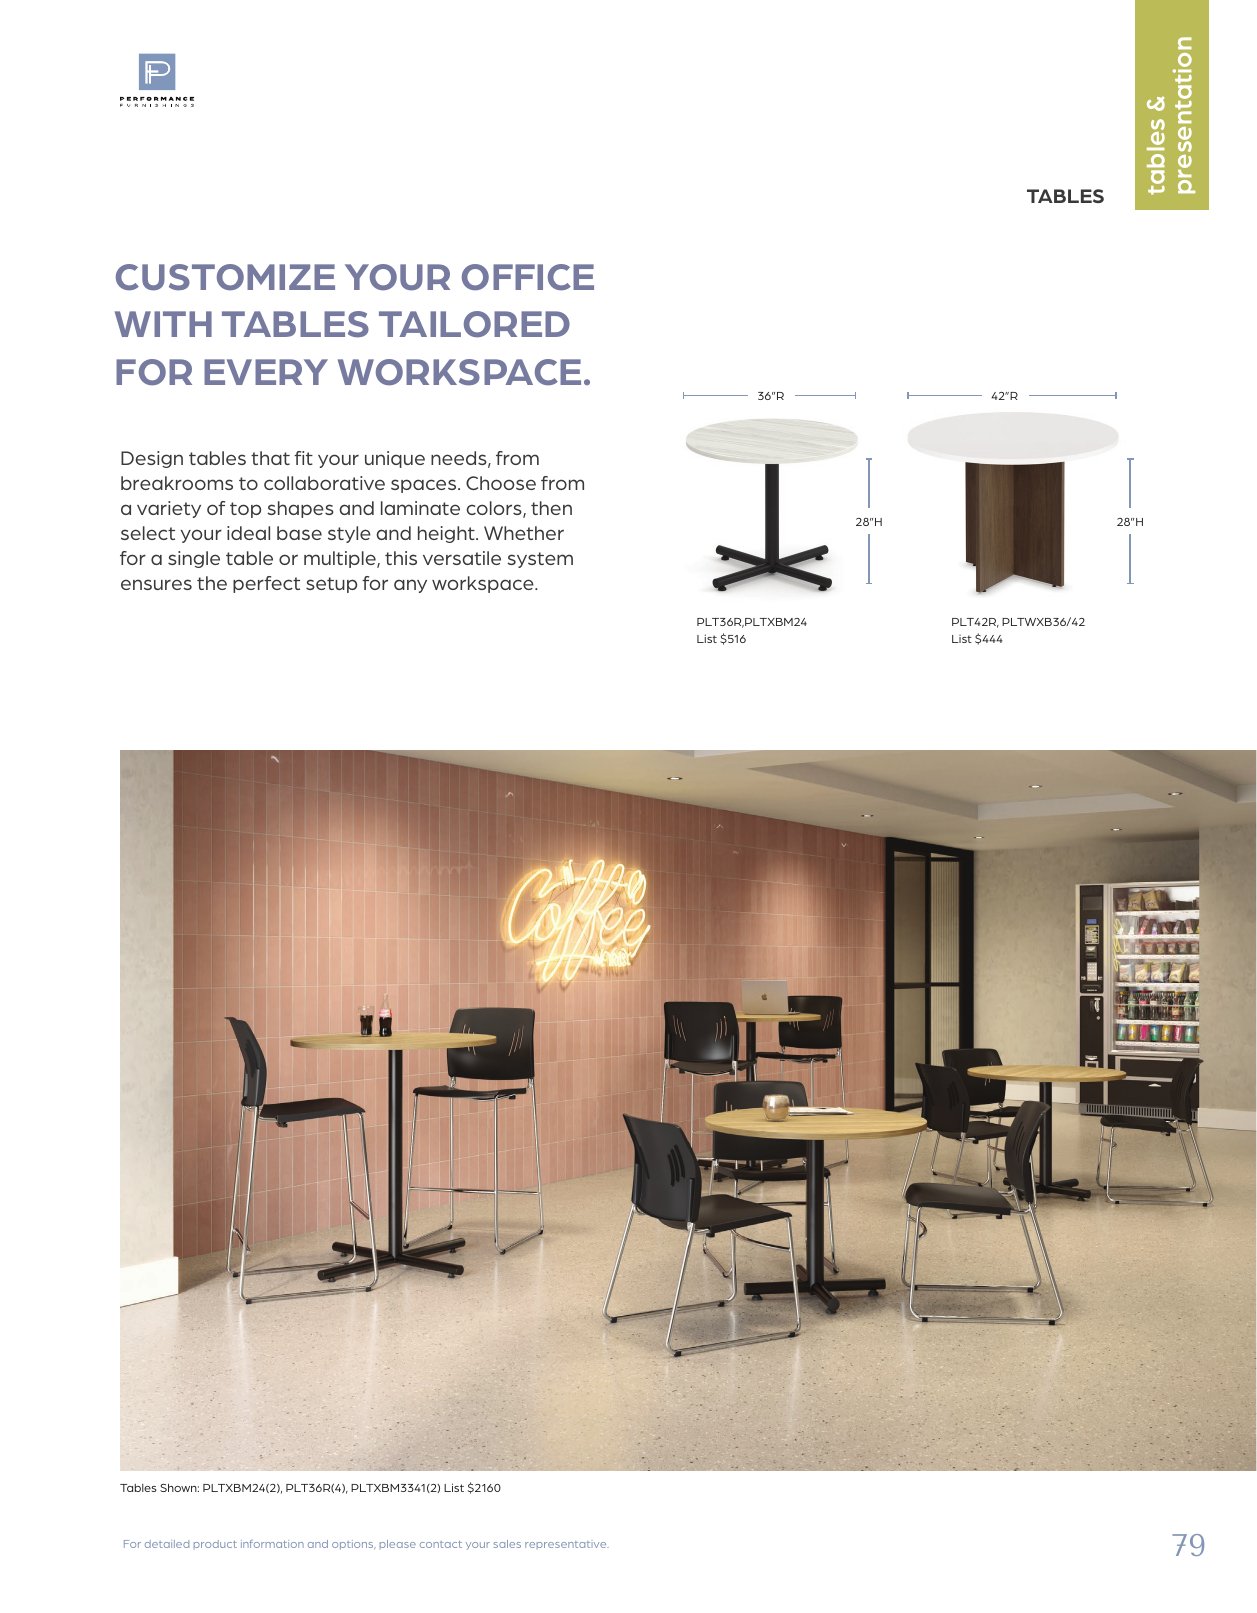 PERFORMANCE
FURNISHINGS
tables &
presentation
TABLES
CUSTOMIZE YOUR OFFICE
WITH TABLES TAILORED
FOR EVERY WORKSPACE.
Design tables that fit your unique needs, from
breakrooms to collaborative spaces. Choose from
a variety of top shapes and laminate colors, then
select your ideal base style and height. Whether
for a single table or multiple, this versatile system
ensures the perfect setup for any workspace.
36"R
28"H
PLT36R,PLTXBM24
List $516
42"R
28"H
PLT42R, PLTWXB36/42
List $444
Coffee
Tables Shown: PLTXBM24(2), PLT36R(4), PLTXBM3341(2) List $2160
For detailed product information and options, please contact your sales representative.
79